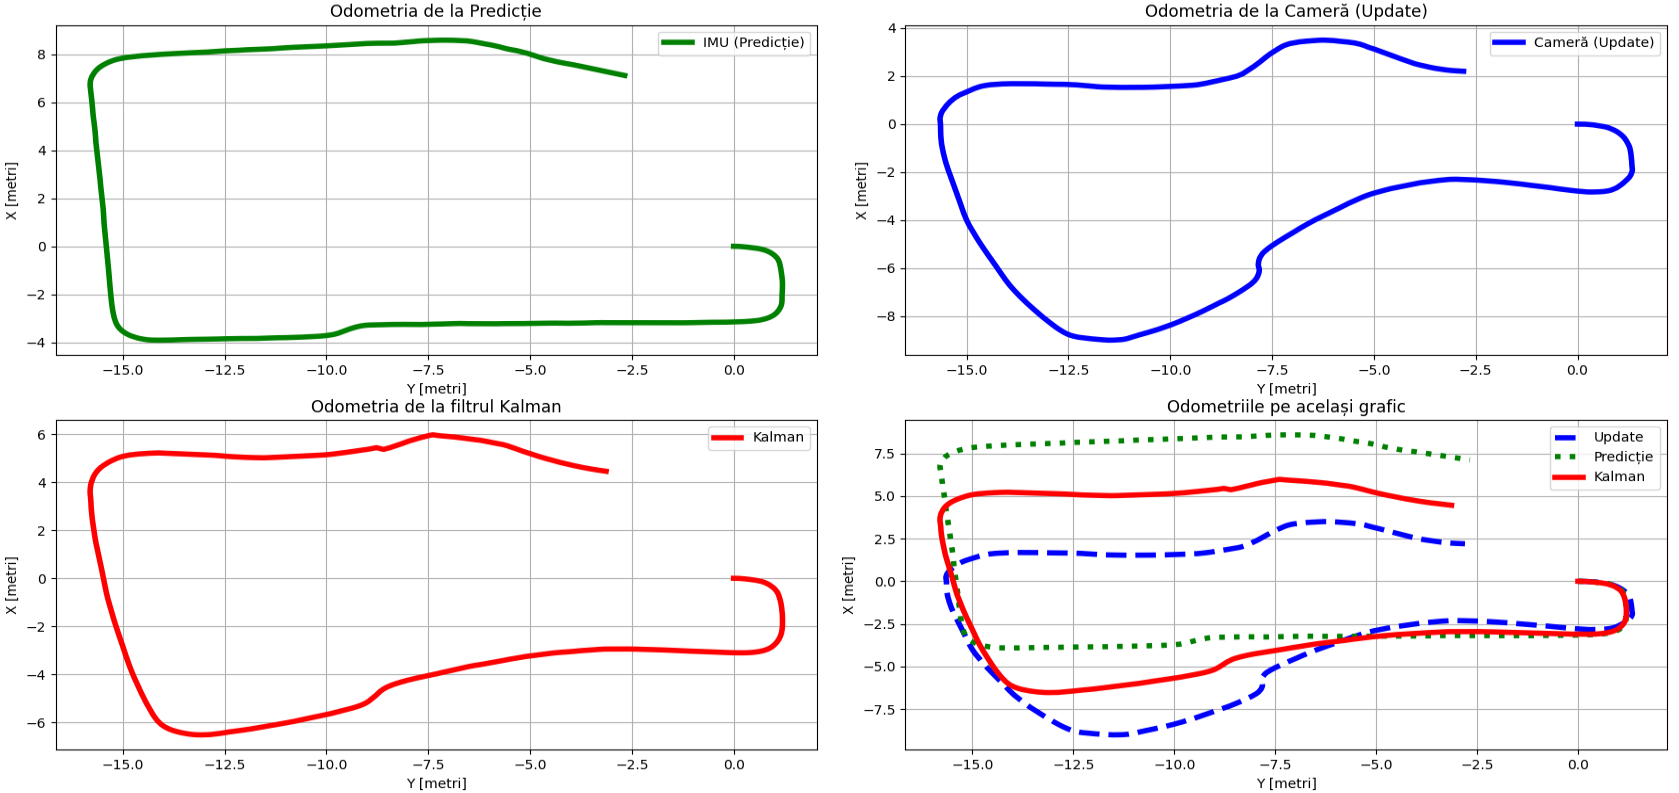 Odometria de la Predicție
IMU (Predicție)
8
6
4
2
0
−2
−4
X [metri]
−15.0 −12.5 −10.0 −7.5 −5.0 −2.5 0.0
Y [metri]
Odometria de la Cameră (Update)
Cameră (Update)
4
2
0
−2
−4
−6
−8
X [metri]
−15.0 −12.5 −10.0 −7.5 −5.0 −2.5 0.0
Y [metri]
Odometria de la filtrul Kalman
Kalman
6
4
2
0
−2
−4
−6
X [metri]
−15.0 −12.5 −10.0 −7.5 −5.0 −2.5 0.0
Y [metri]
Odometriile pe același grafic
Update
Predicție
Kalman
7.5
5.0
2.5
0.0
−2.5
−5.0
−7.5
X [metri]
−15.0 −12.5 −10.0 −7.5 −5.0 −2.5 0.0
Y [metri]